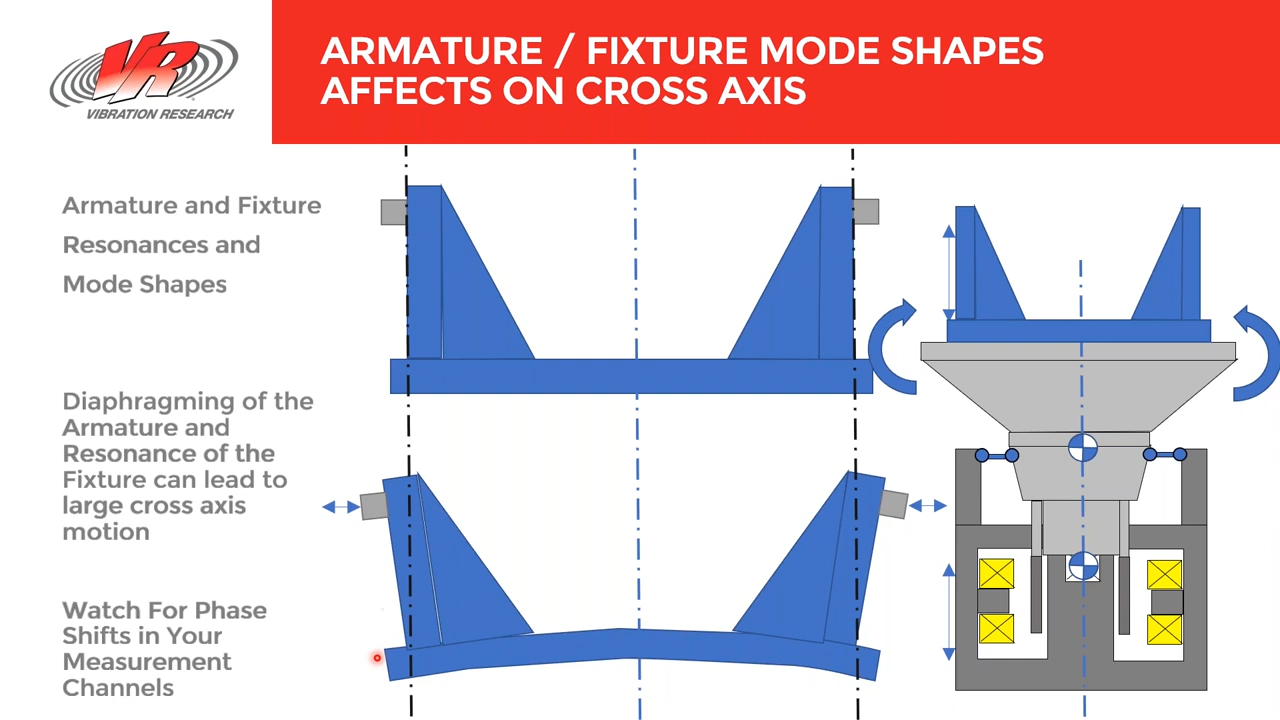 VR
VIBRATION RESEARCH
ARMATURE / FIXTURE MODE SHAPES
AFFECTS ON CROSS AXIS
Armature and Fixture
Resonances and
Mode Shapes
Diaphragming of the
Armature and
Resonance of the
Fixture can lead to
large cross axis
motion
Watch For Phase
Shifts in Your
Measurement
Channels